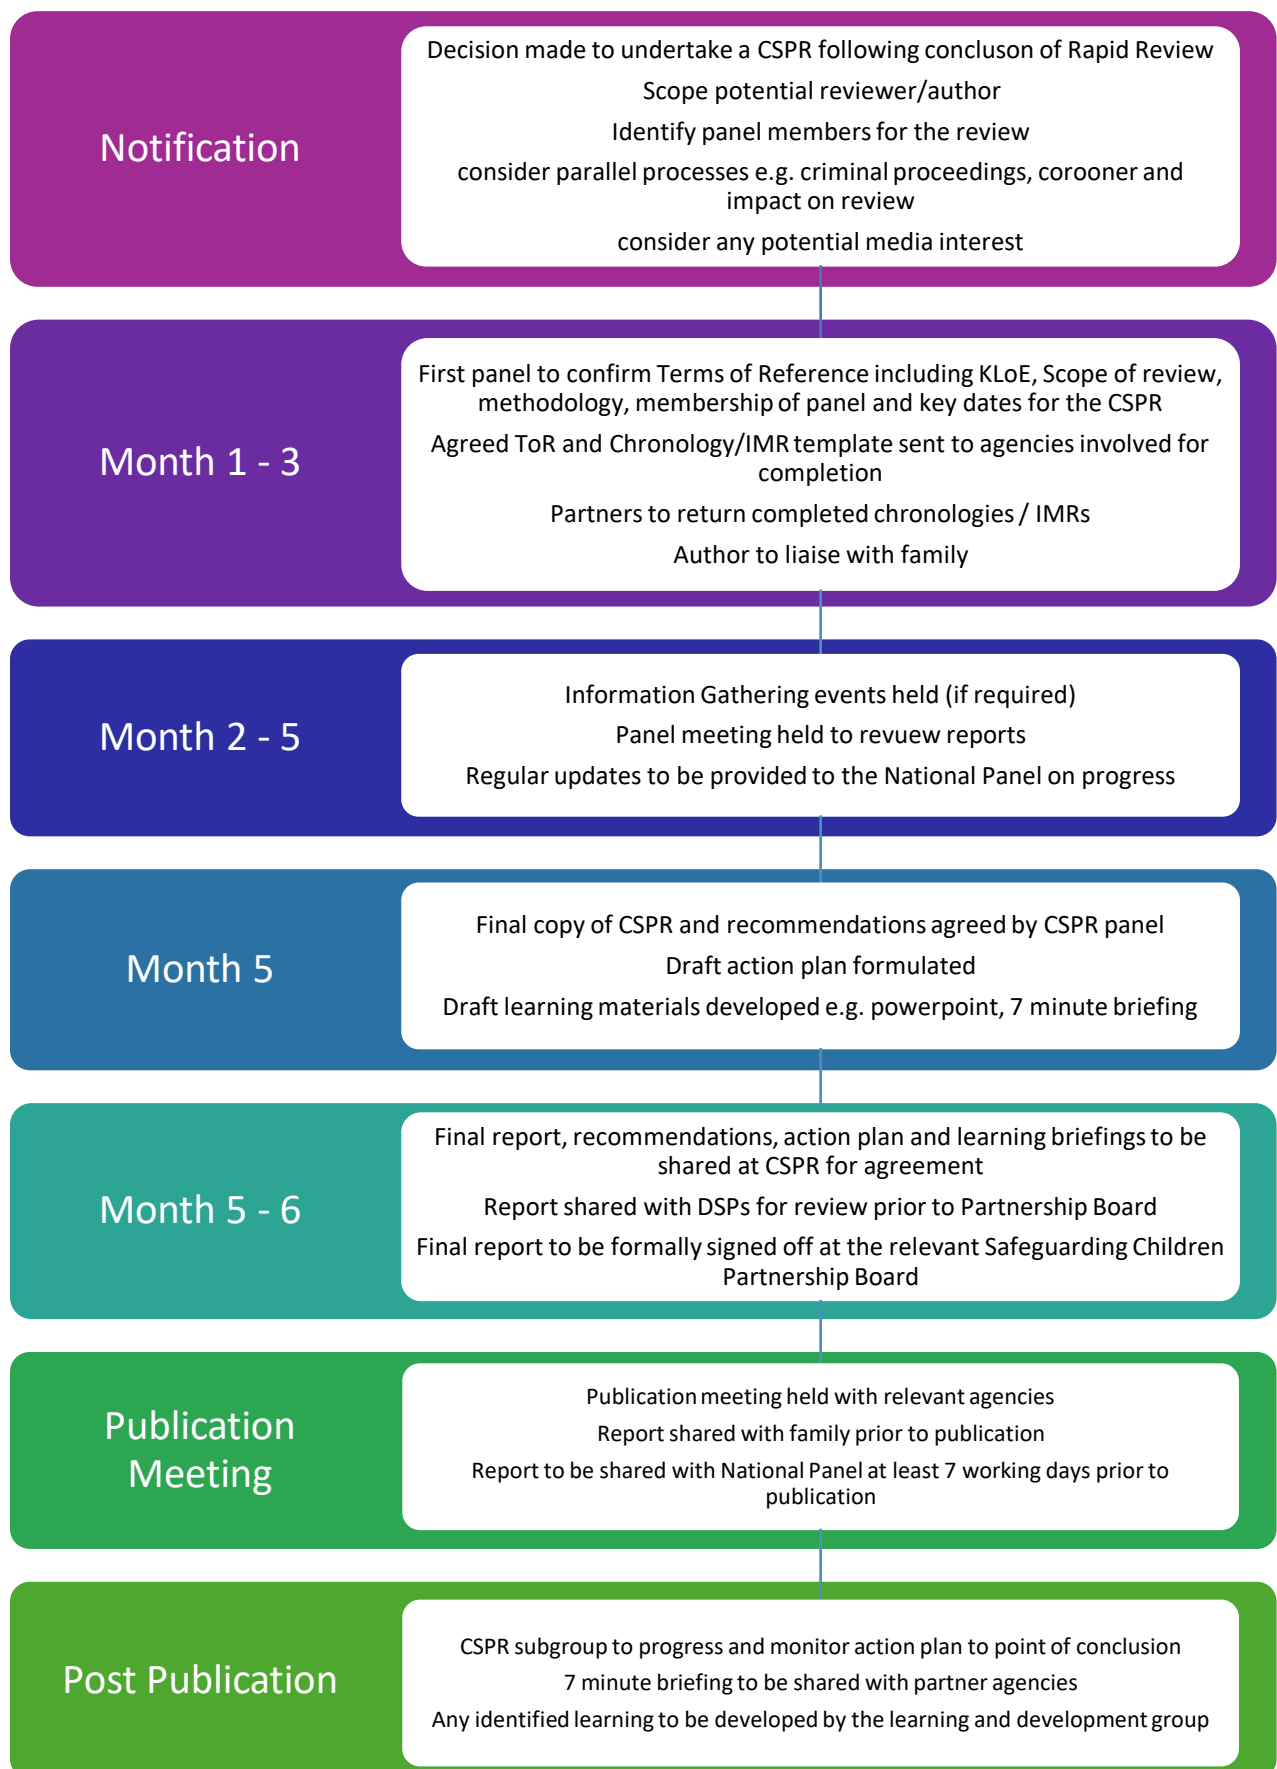 Notification
Decision made to undertake a CSPR following concluson of Rapid Review
Scope potential reviewer/author
Identify panel members for the review
consider parallel processes e.g. criminal proceedings, corooner and
impact on review
consider any potential media interest
Month 1 - 3
First panel to confirm Terms of Reference including KLoE, Scope of review,
methodology, membership of panel and key dates for the CSPR
Agreed ToR and Chronology/IMR template sent to agencies involved for
completion
Partners to return completed chronologies / IMRs
Author to liaise with family
Month 2 - 5
Information Gathering events held (if required)
Panel meeting held to revuew reports
Regular updates to be provided to the National Panel on progress
Month 5
Final copy of CSPR and recommendations agreed by CSPR panel
Draft action plan formulated
Draft learning materials developed e.g. powerpoint, 7 minute briefing
Month 5 - 6
Final report, recommendations, action plan and learning briefings to be
shared at CSPR for agreement
Report shared with DSPs for review prior to Partnership Board
Final report to be formally signed off at the relevant Safeguarding Children
Partnership Board
Publication
Meeting
Publication meeting held with relevant agencies
Report shared with family prior to publication
Report to be shared with National Panel at least 7 working days prior to
publication
Post Publication
CSPR subgroup to progress and monitor action plan to point of conclusion
7 minute briefing to be shared with partner agencies
Any identified learning to be developed by the learning and development group